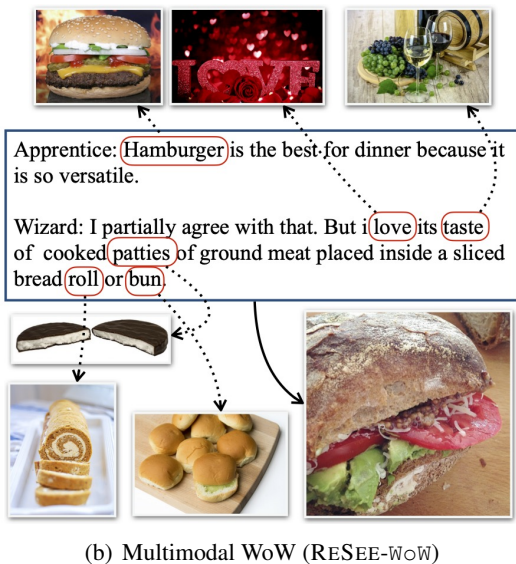 LOVE
Apprentice: Hamburger is the best for dinner because it
is so versatile.
Wizard: I partially agree with that. But i love its taste
of cooked patties of ground meat placed inside a sliced
bread roll or bun.
(b) Multimodal WoW (RESEE-WoW)